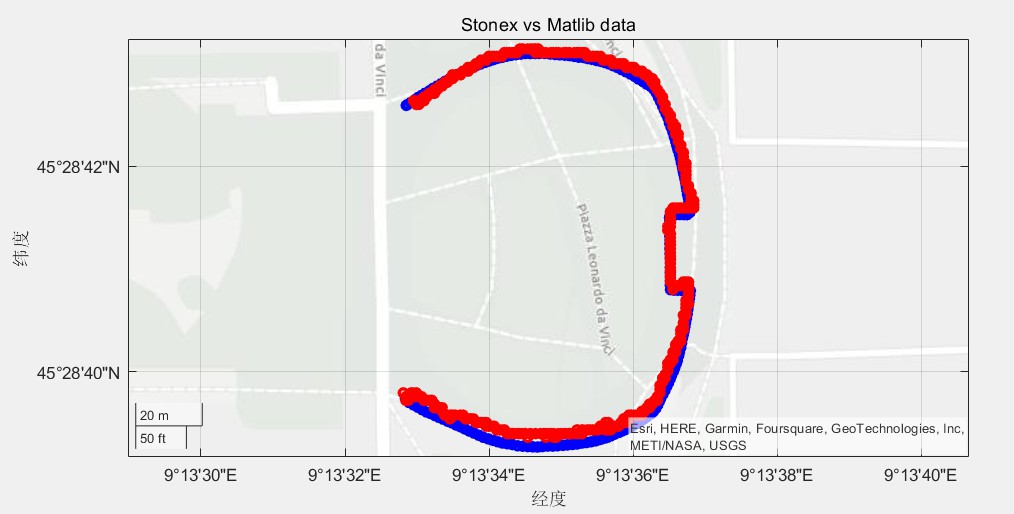 Stonex vs Matlib data
da Vinci
nci
45°28'42"N
Piazza Leonardo da Vinci
纬度
45°28'40"N
20 m
50 ft
Esri, HERE, Garmin, Foursquare, GeoTechnologies, Inc,
METI/NASA, USGS
9°13'30"E
9°13'32"E
9°13'34"E
9°13'36"E
9°13'38"E
9°13'40"E
经度